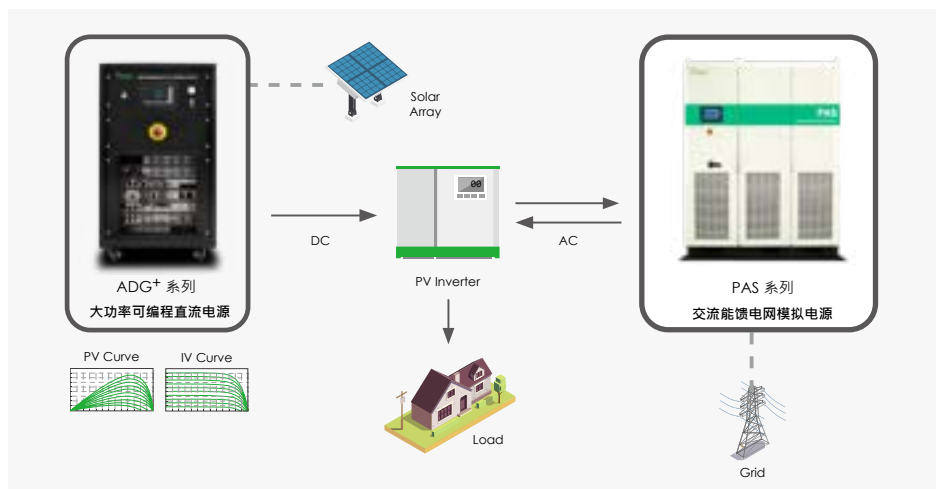 Solar
Array
PAS
00
DC
AC
ADG+ 系列
大功率可编程直流电源
PV Inverter
PAS 系列
交流能馈电网模拟电源
PV Curve
IV Curve
Load
Grid